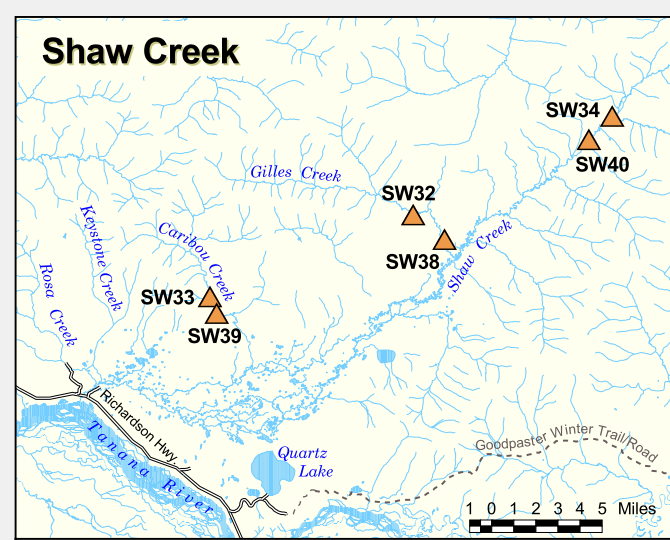 Shaw Creek
SW34
SW40
Gilles Creek
SW32
Keystone Creek
Caribou Creek
Shaw Creek
SW38
Rosa Creek
SW33
SW39
Richardson Hwy
Tanana River
Goodpaster Winter Trail/Road
Quartz
Lake
1 0 1 2 3 4 5 Miles